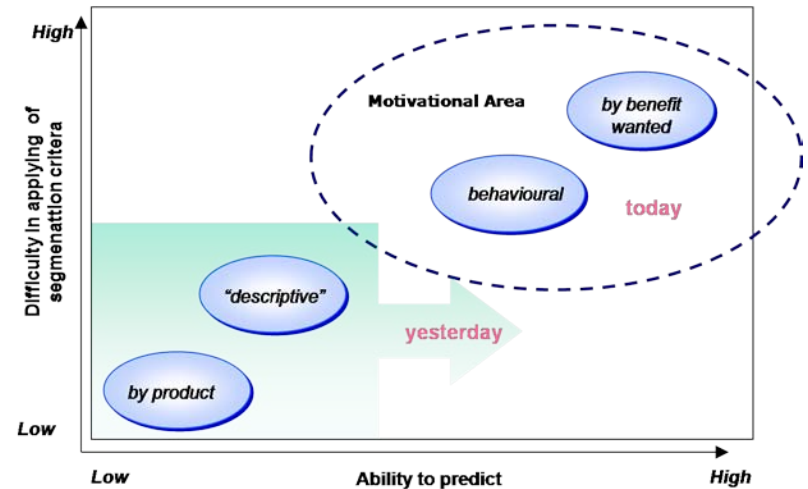 High
Difficulty in applying of
segmenattion criteria
Low
Motivational Area
by benefit
wanted
behavioural
today
“descriptive”
yesterday
by product
Low
Ability to predict
High